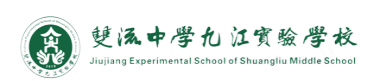 雙流中學九江實驗學校
Jiujiang Experimental School of Shuangliu Middle School